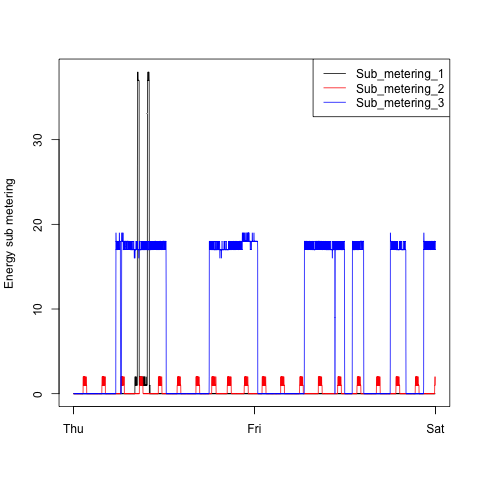 Sub_metering_1
Sub_metering_2
Sub_metering_3
Energy sub metering
30
20
10
0
Thu Fri Sat